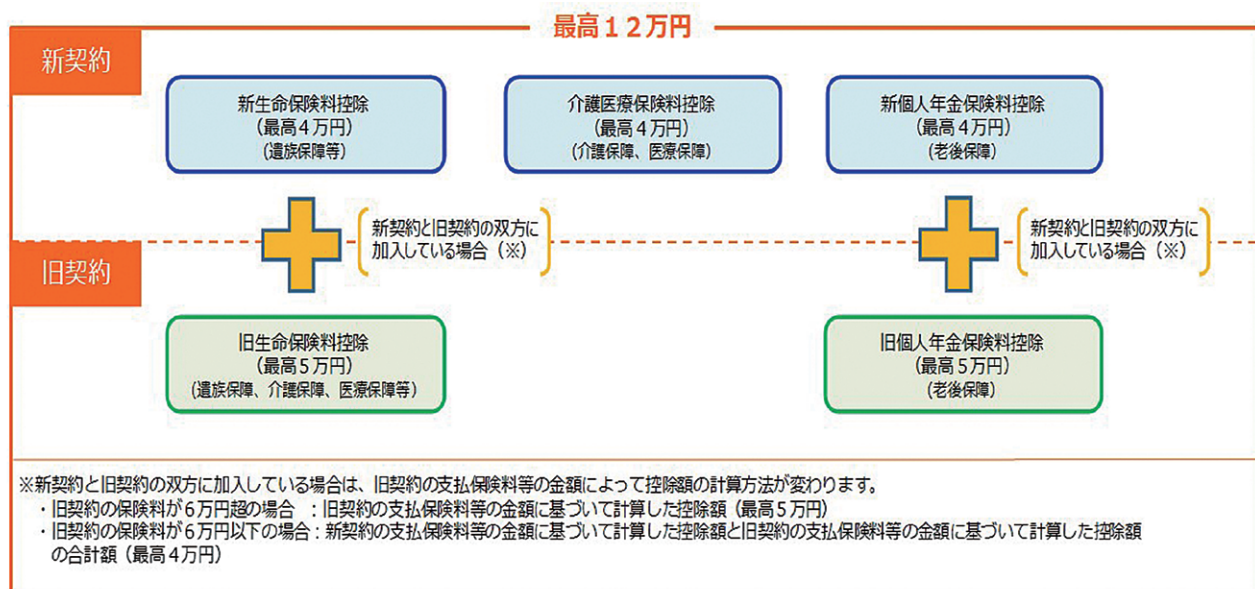 最高１２万円
新契約
新生命保険料控除
（最高４万円）
（遺族保障等）
介護医療保険料控除
（最高４万円）
（介護保障、医療保障）
新個人年金保険料控除
（最高４万円）
（老後保障）
新契約と旧契約の双方に
加入している場合（※）
新契約と旧契約の双方に
加入している場合（※）
旧契約
旧生命保険料控除
（最高５万円）
（遺族保障、介護保障、医療保障等）
旧個人年金保険料控除
（最高５万円）
（老後保障）
※新契約と旧契約の双方に加入している場合は、旧契約の支払保険料等の金額によって控除額の計算方法が変わります。
・旧契約の保険料が６万円超の場合　：旧契約の支払保険料等の金額に基づいて計算した控除額（最高５万円）
・旧契約の保険料が６万円以下の場合：新契約の支払保険料等の金額に基づいて計算した控除額と旧契約の支払保険料等の金額に基づいて計算した控除額
の合計額（最高４万円）